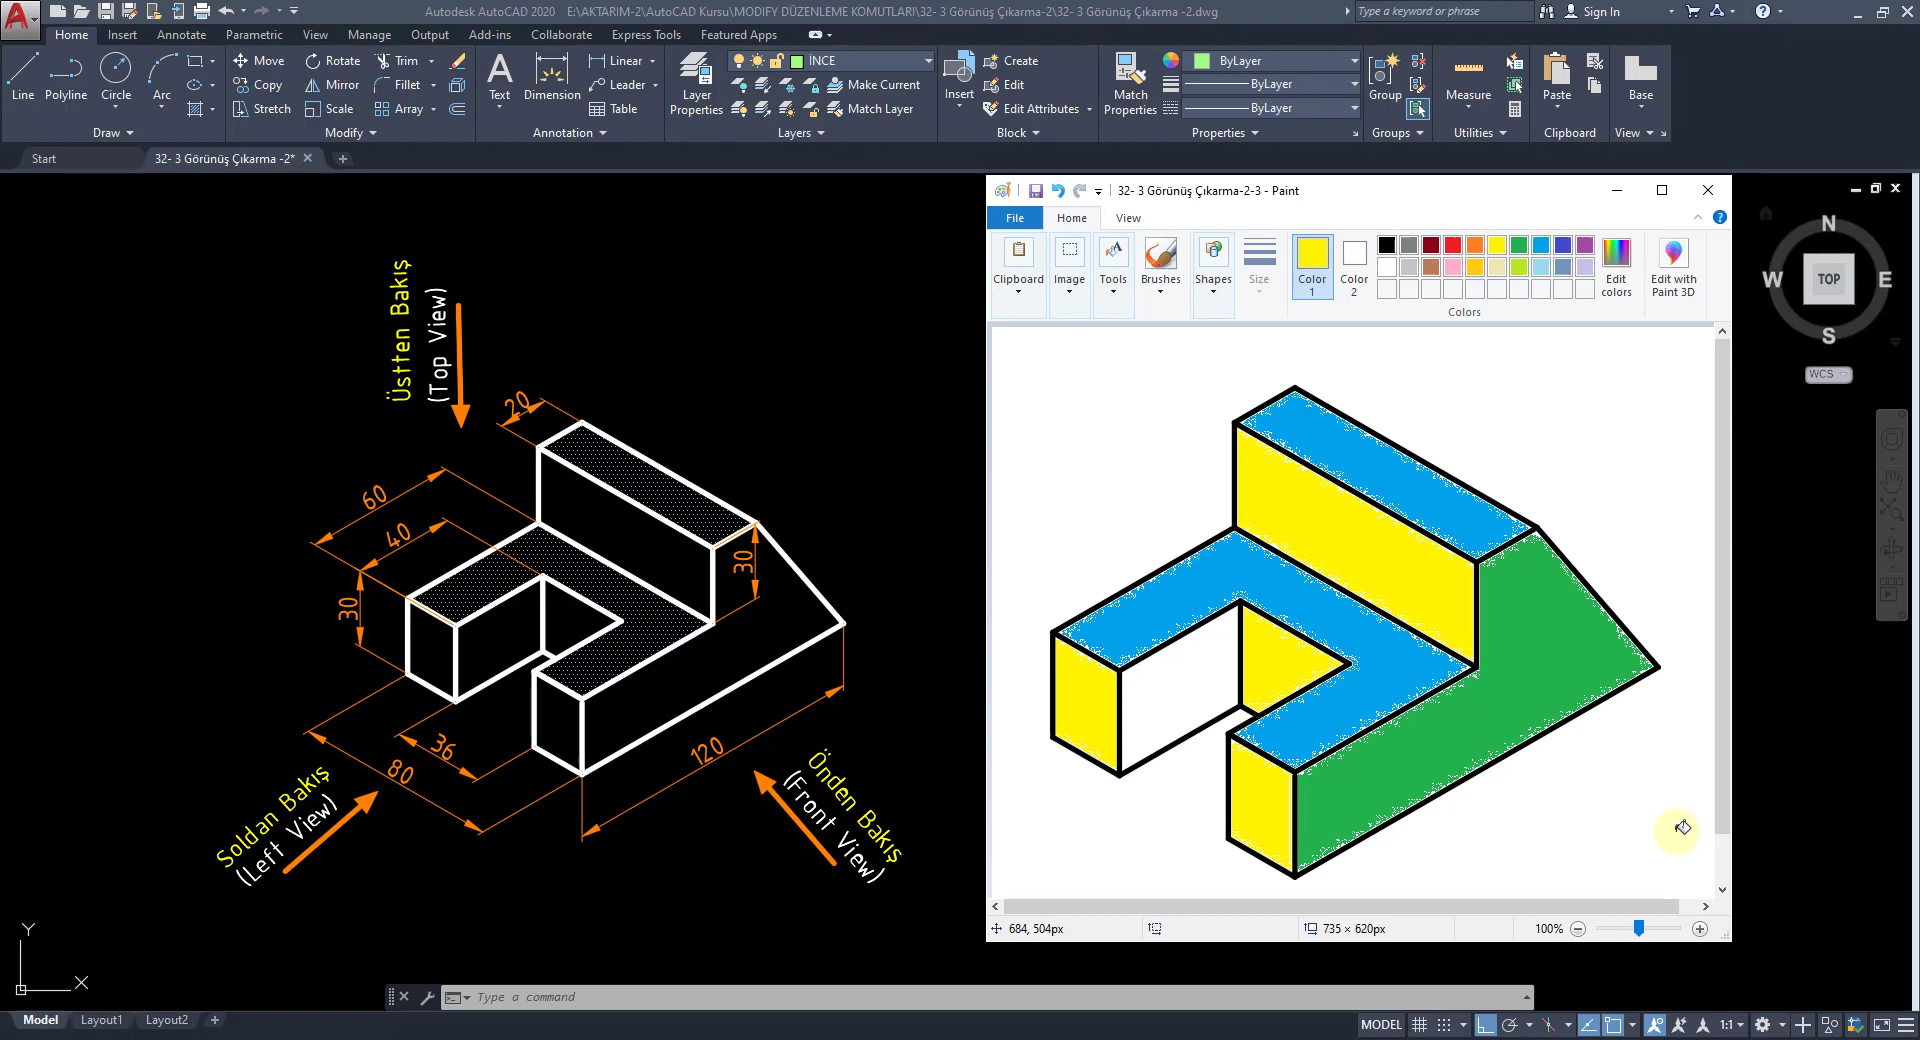 Autodesk AutoCAD 2020 E:\AKTARIM-2\AutoCAD Kursu\MODIFY DÜZENLEME KOMUTLARI\32- 3 Görünüş Çıkarma-2\32- 3 Görünüş Çıkarma -2.dwg
Type a keyword or phrase
Sign In
Home Insert Annotate Parametric View Manage Output Add-ins Collaborate Express Tools Featured Apps
Line Polyline Circle Arc
Draw
Move Rotate Trim
Copy Mirror Fillet
Stretch Scale Array
Modify
Text Dimension
Linear
Leader
Table
Annotation
Layer Properties
İNCE
Make Current
Match Layer
Layers
Insert
Create
Edit
Edit Attributes
Block
Match Properties
ByLayer
ByLayer
ByLayer
Properties
Group
Groups
Measure
Utilities
Paste
Clipboard
Base
View
Start
32- 3 Görünüş Çıkarma -2*
32- 3 Görünüş Çıkarma-2-3 - Paint
File Home View
Clipboard Image Tools Brushes Shapes Size
Color 1
Color 2
Edit colors
Edit with Paint 3D
Colors
684, 504px
735 × 620px
100%
N
W TOP E
S
WCS
Üstten Bakış
(Top View)
20
60
40
30
30
36
80
120
Soldan Bakış
(Left View)
Önden Bakış
(Front View)
Y
X
Type a command
Model Layout1 Layout2
MODEL
1:1